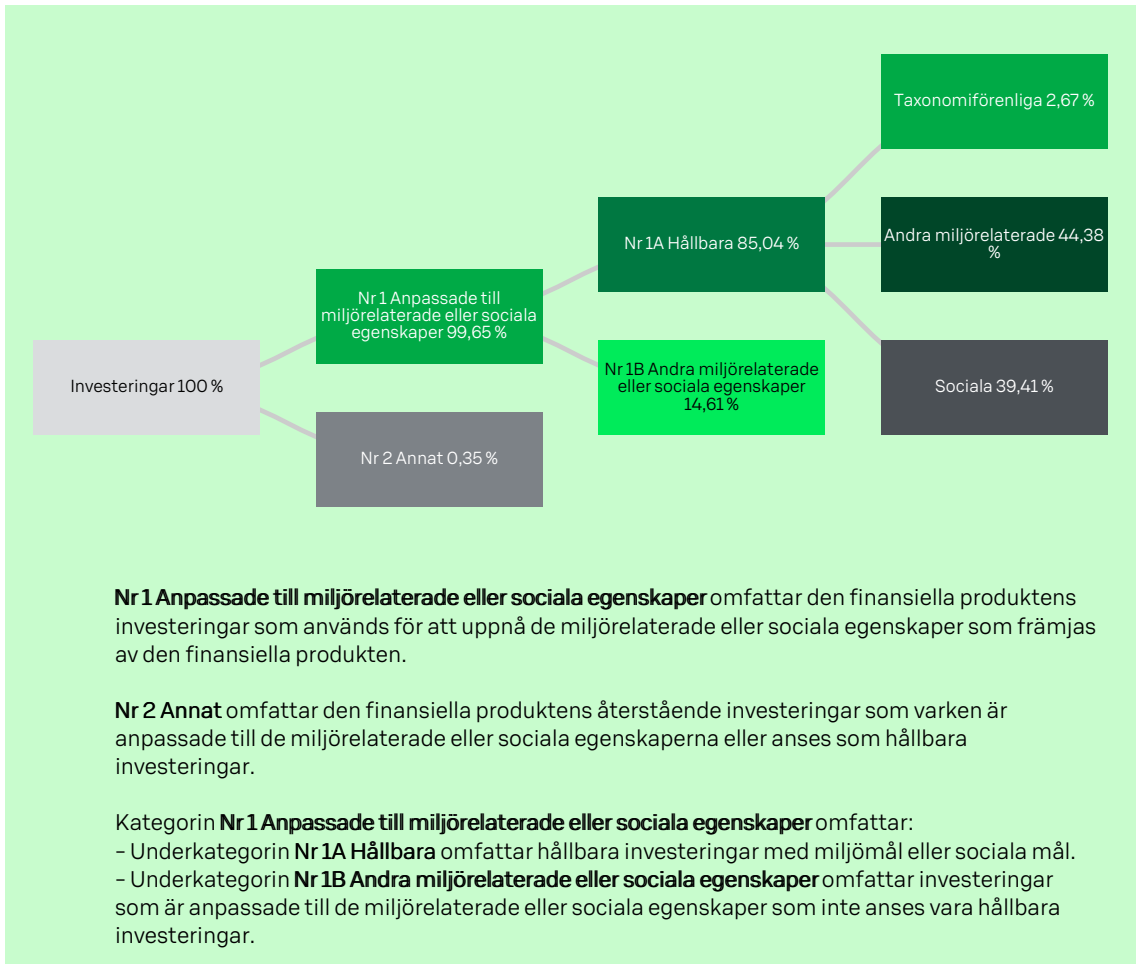 Taxonomiförenliga 2,67 %
Andra miljörelaterade 44,38
%
Nr 1A Hållbara 85,04 %
Nr 1 Anpassade till
miljörelaterade eller sociala
egenskaper 99,65 %
Investeringar 100 %
Nr 1B Andra miljörelaterade
eller sociala egenskaper
14,61 %
Sociala 39,41 %
Nr 2 Annat 0,35 %
Nr 1 Anpassade till miljörelaterade eller sociala egenskaper omfattar den finansiella produktens
investeringar som används för att uppnå de miljörelaterade eller sociala egenskaper som främjas
av den finansiella produkten.
Nr 2 Annat omfattar den finansiella produktens återstående investeringar som varken är
anpassade till de miljörelaterade eller sociala egenskaperna eller anses som hållbara
investeringar.
Kategorin Nr 1 Anpassade till miljörelaterade eller sociala egenskaper omfattar:
– Underkategorin Nr 1A Hållbara omfattar hållbara investeringar med miljömål eller sociala mål.
– Underkategorin Nr 1B Andra miljörelaterade eller sociala egenskaper omfattar investeringar
som är anpassade till de miljörelaterade eller sociala egenskaper som inte anses vara hållbara
investeringar.